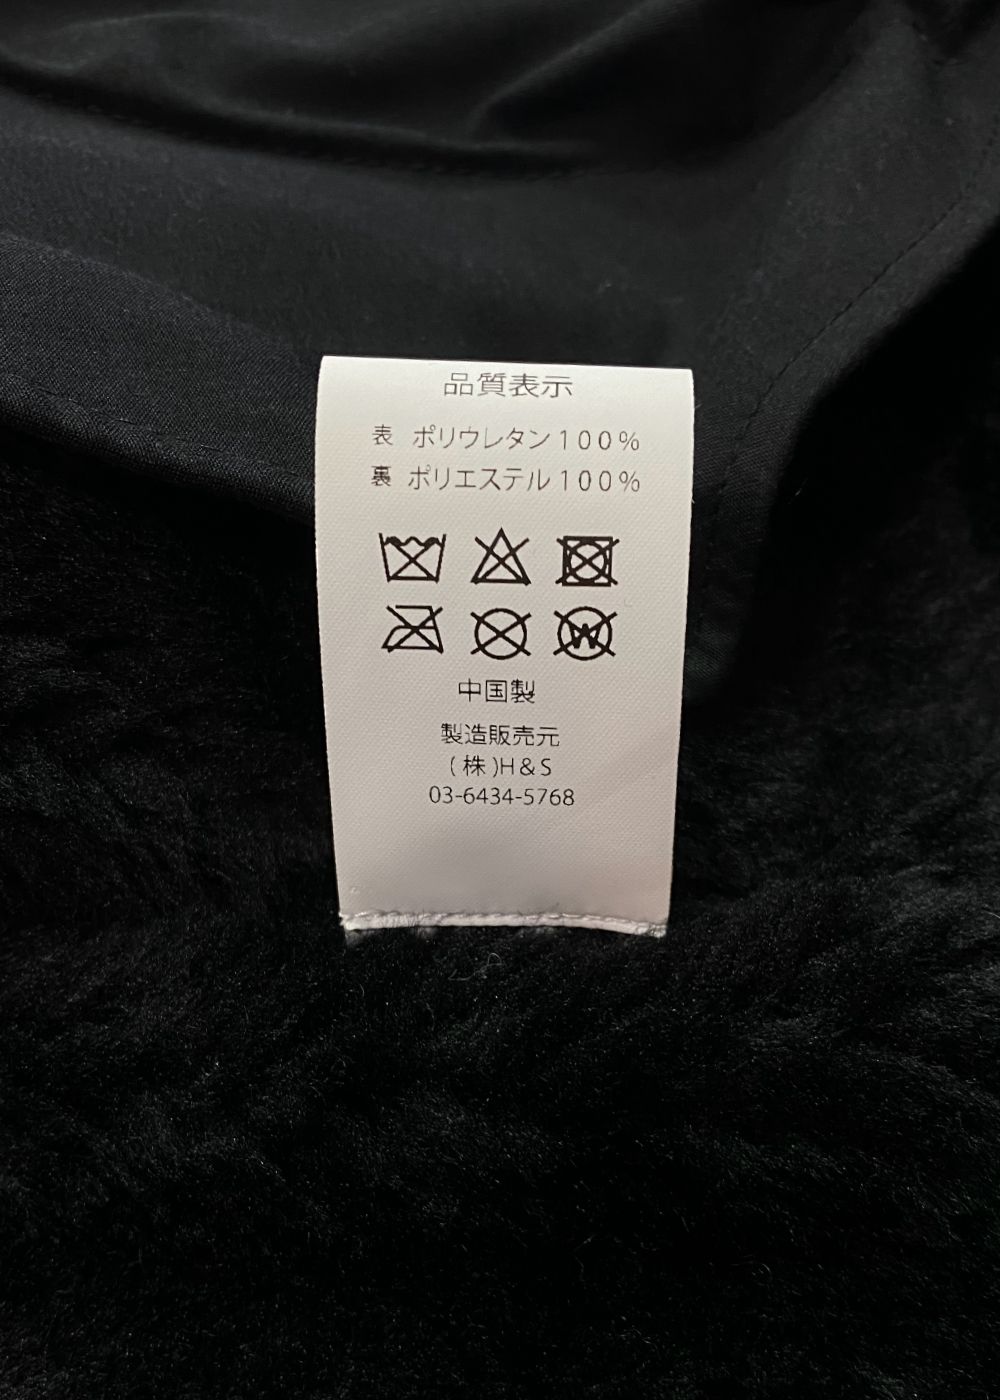 品質表示
表 ポリウレタン100%
裏 ポリエステル100%
W
中国製
製造販売元
(株)H&S
03-6434-5768